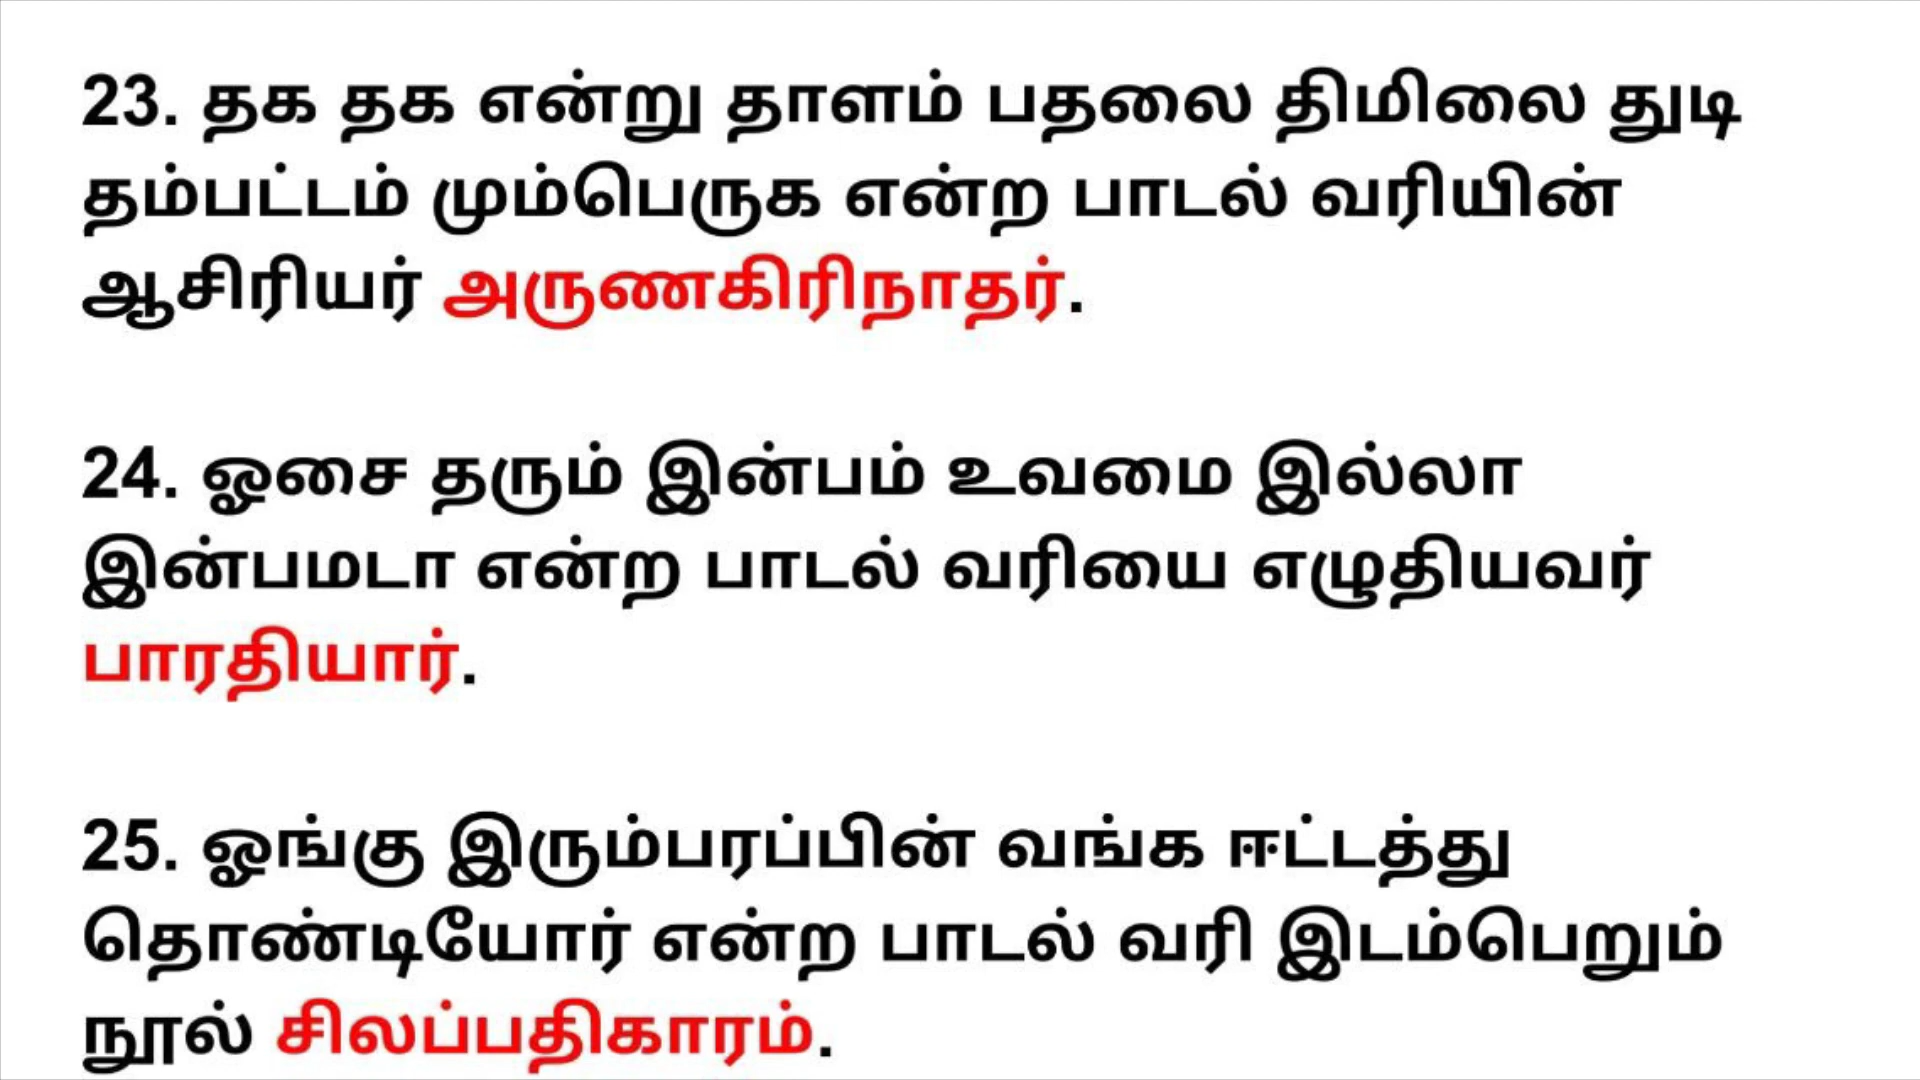 23. தக தக என்று தாளம் பதலை திமிலை துடி
தம்பட்டம் மும்பெருக என்ற பாடல் வரியின்
ஆசிரியர் அருணகிரிநாதர்.
24. ஓசை தரும் இன்பம் உவமை இல்லா
இன்பமடா என்ற பாடல் வரியை எழுதியவர்
பாரதியார்.
25. ஓங்கு இரும்பரப்பின் வங்க ஈட்டத்து
தொண்டியோர் என்ற பாடல் வரி இடம்பெறும்
நூல் சிலப்பதிகாரம்.